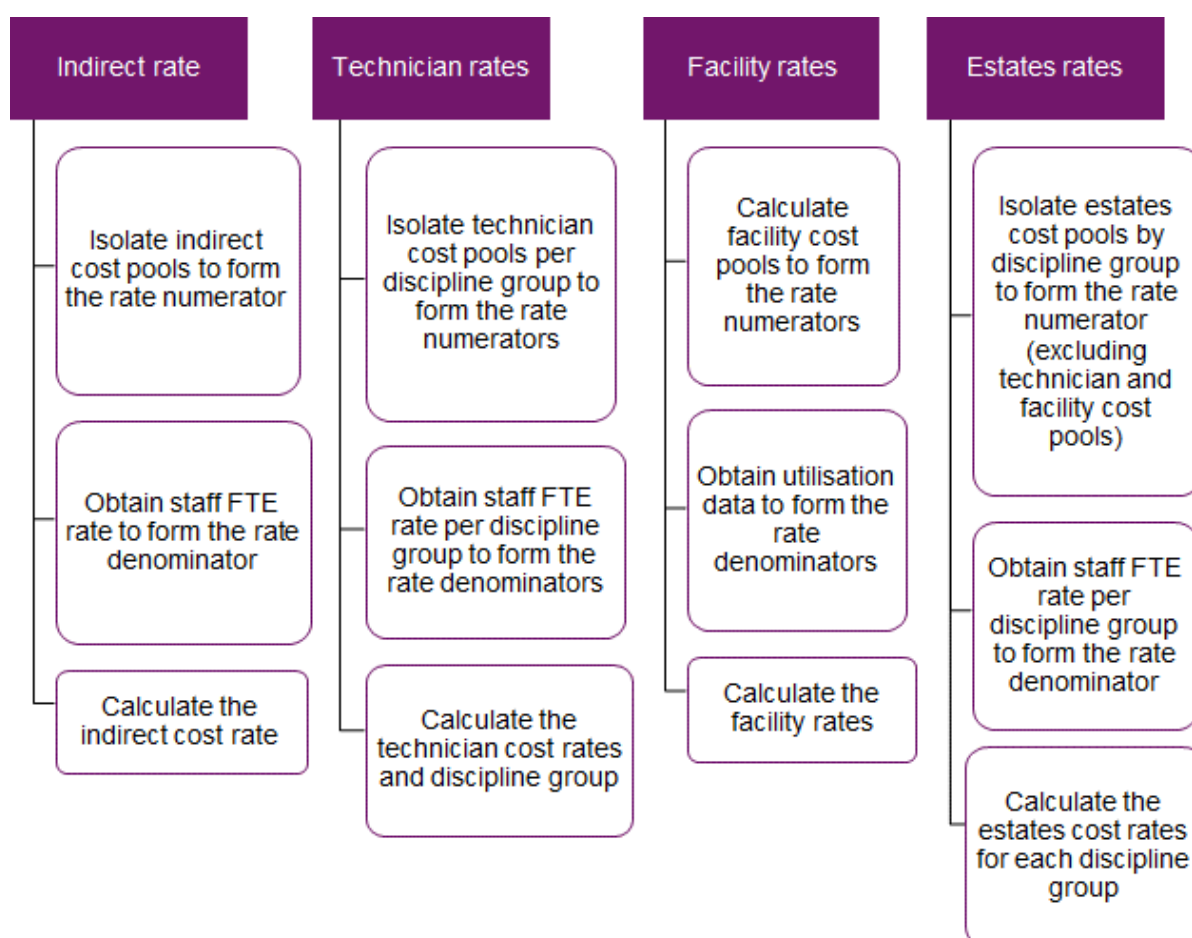 Indirect rate
Isolate indirect
cost pools to form
the rate numerator
Obtain staff FTE
rate to form the rate
denominator
Calculate the
indirect cost rate
Technician rates
Isolate technician
cost pools per
discipline group to
form the rate
numerators
Obtain staff FTE
rate per discipline
group to form the
rate denominators
Calculate the
technician cost rates
and discipline group
Facility rates
Calculate
facility cost
pools to form
the rate
numerators
Obtain utilisation
data to form the
rate
denominators
Calculate the
facility rates
Estates rates
Isolate estates
cost pools by
discipline group
to form the rate
numerator
(excluding
technician and
facility cost
pools)
Obtain staff FTE
rate per
discipline group
to form the rate
denominator
Calculate the
estates cost rates
for each discipline
group